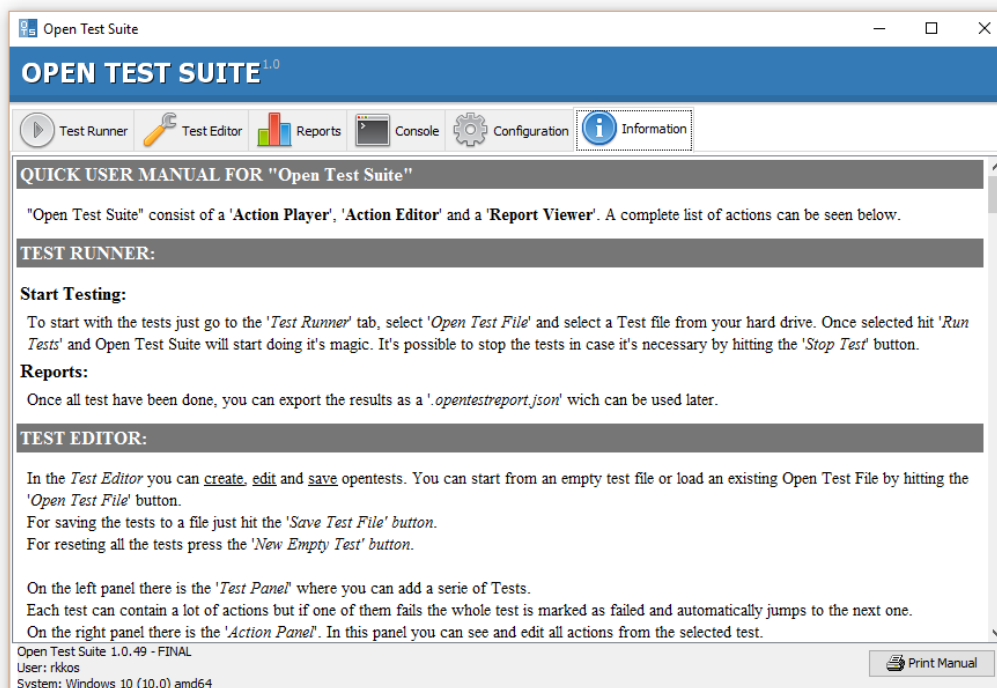 Open Test Suite
OPEN TEST SUITE 1.0
Test Runner Test Editor Reports Console Configuration Information
QUICK USER MANUAL FOR "Open Test Suite"
"Open Test Suite" consist of a 'Action Player', 'Action Editor' and a 'Report Viewer'. A complete list of actions can be seen below.
TEST RUNNER:
Start Testing:
To start with the tests just go to the 'Test Runner' tab, select 'Open Test File' and select a Test file from your hard drive. Once selected hit 'Run
Tests' and Open Test Suite will start doing it's magic. It's possible to stop the tests in case it's necessary by hitting the 'Stop Test' button.
Reports:
Once all test have been done, you can export the results as a '.opentestreport.json' wich can be used later.
TEST EDITOR:
In the Test Editor you can create, edit and save opentests. You can start from an empty test file or load an existing Open Test File by hitting the
'Open Test File' button.
For saving the tests to a file just hit the 'Save Test File' button.
For reseting all the tests press the 'New Empty Test' button.
On the left panel there is the 'Test Panel' where you can add a serie of Tests.
Each test can contain a lot of actions but if one of them fails the whole test is marked as failed and automatically jumps to the next one.
On the right panel there is the 'Action Panel'. In this panel you can see and edit all actions from the selected test.
Open Test Suite 1.0.49 - FINAL
User: rkkos
System: Windows 10 (10.0) amd64
Print Manual